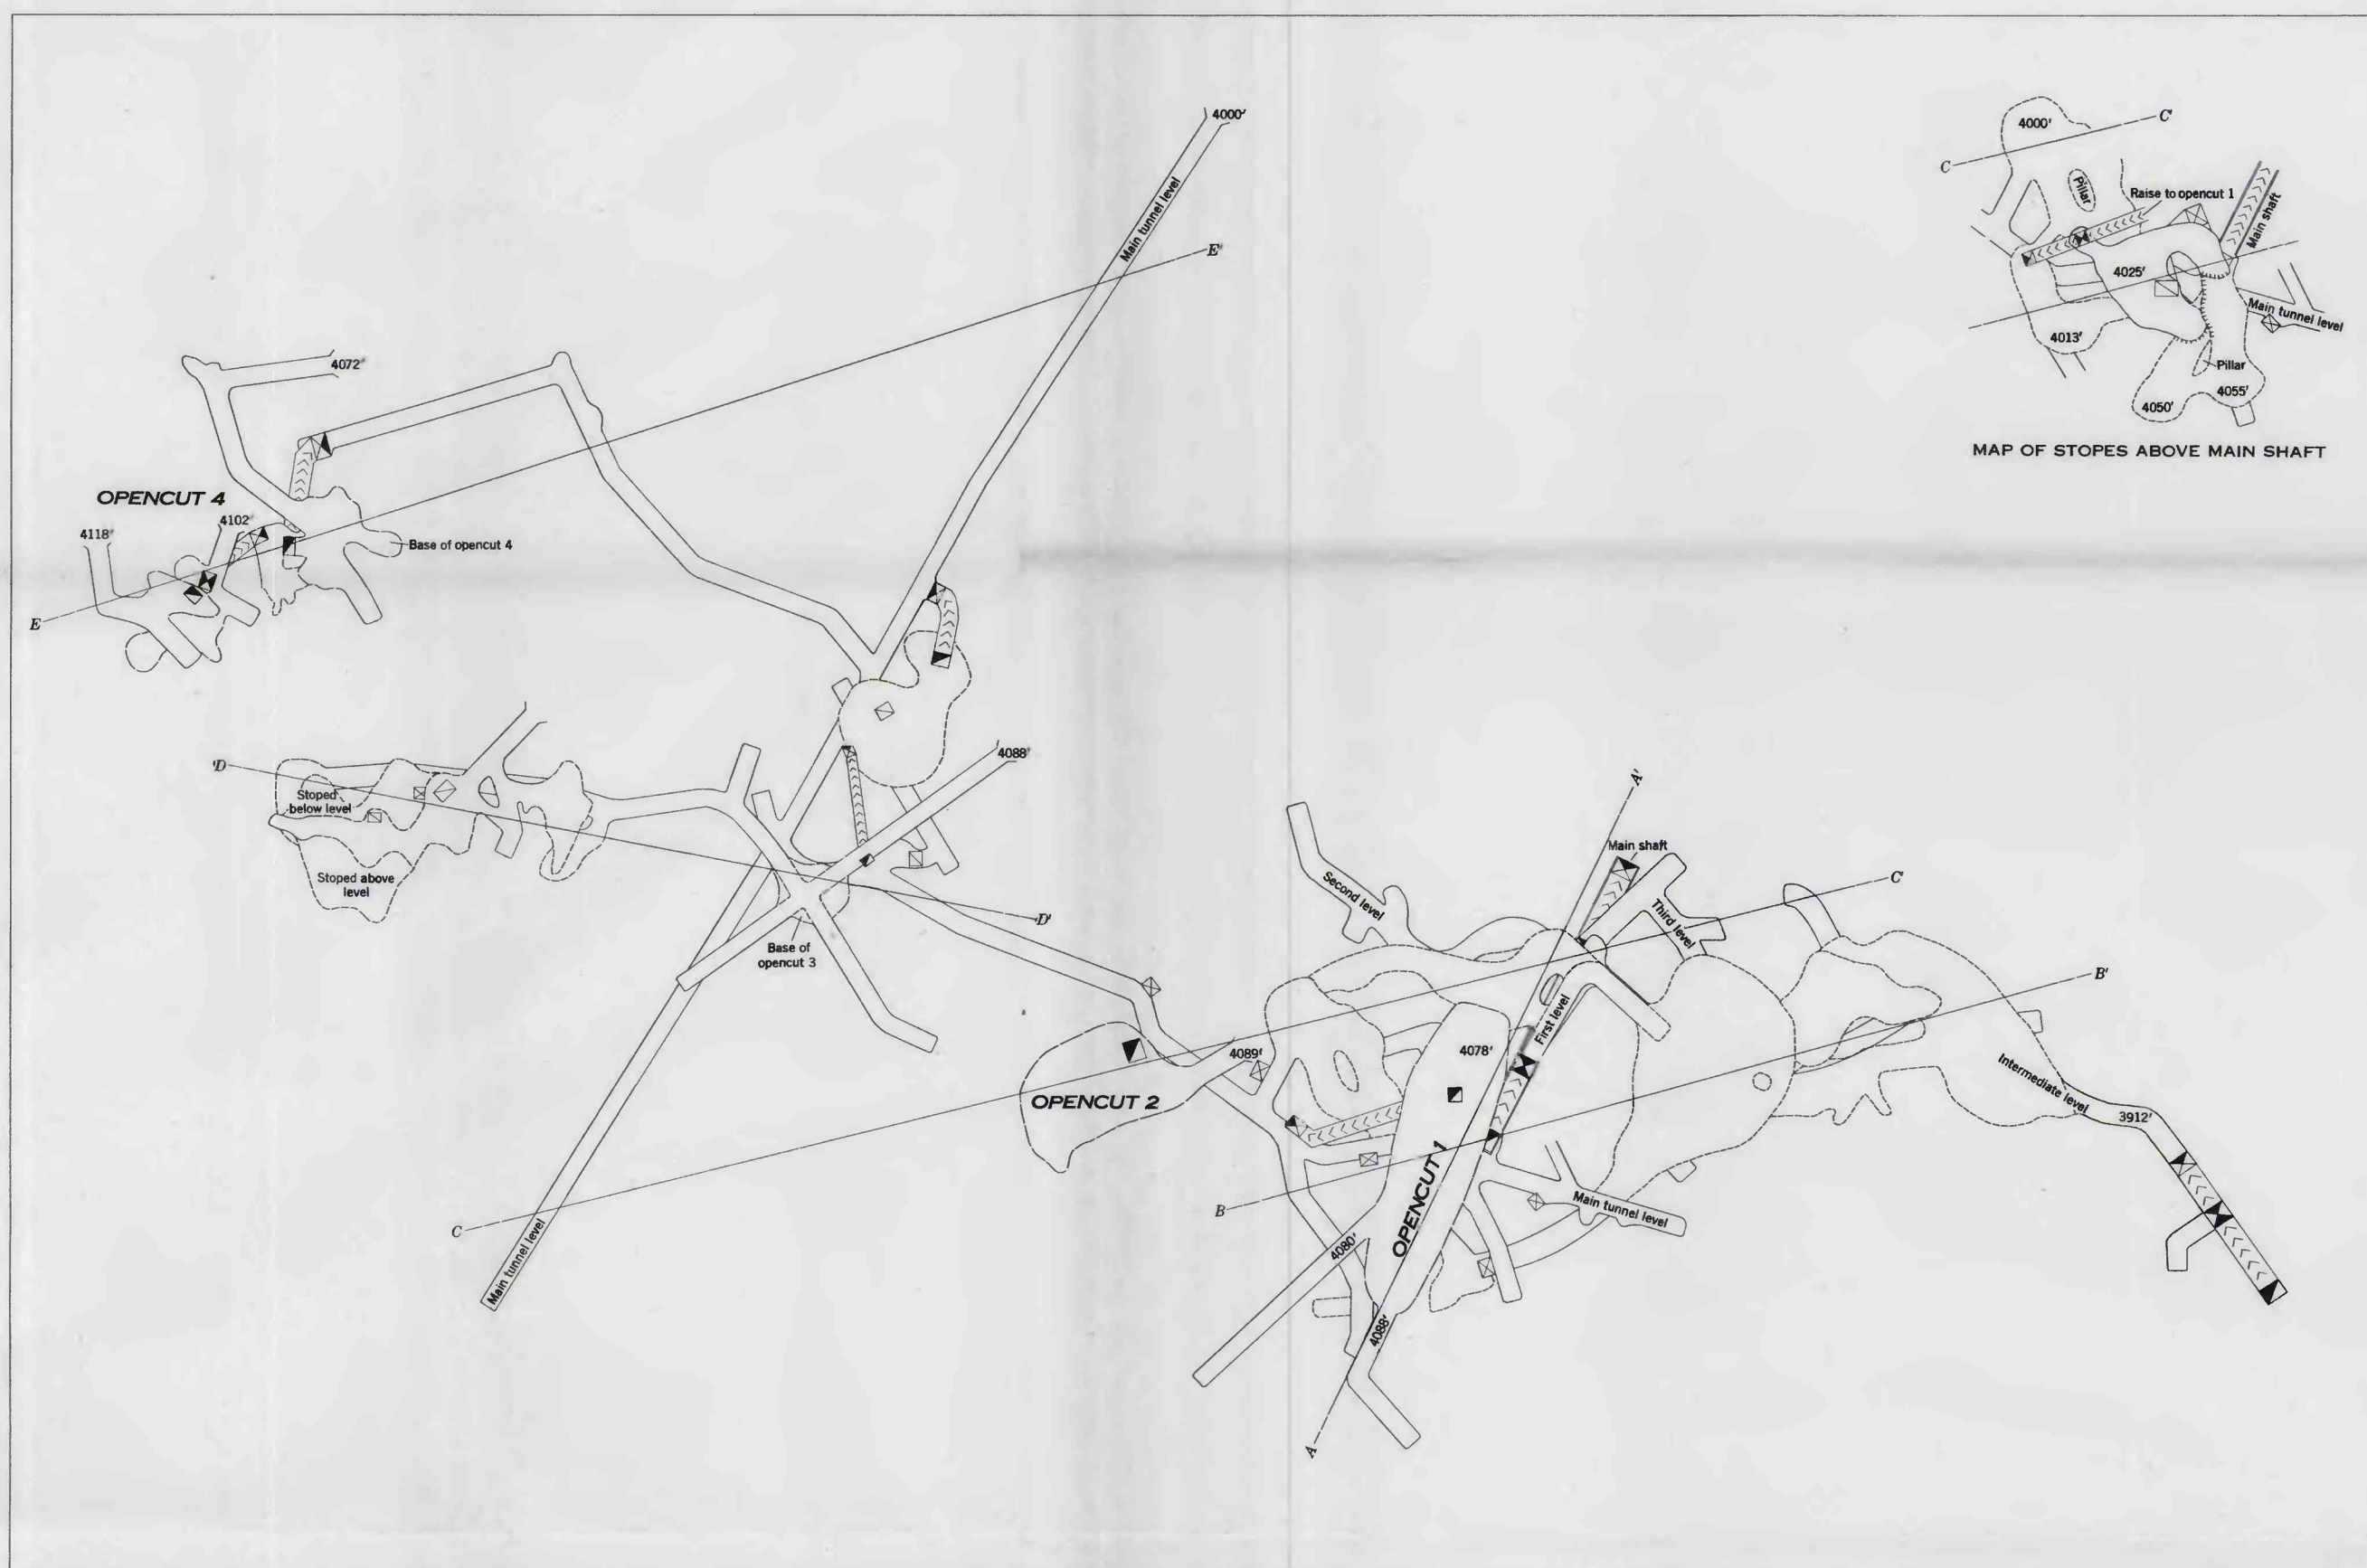 4000'
Main tunnel level
E'
4072'
OPENCUT 4
4118'
4102'
Base of opencut 4
E
C'
4000'
C
Pillar
Raise to opencut 1
Main shaft
4025'
Main tunnel level
4013'
Pillar
4055'
4050'
MAP OF STOPES ABOVE MAIN SHAFT
'D
Stoped
below level
Stoped above
level
4088'
D'
Base of
opencut 3
Main tunnel level
C
OPENCUT 2
4089'
A'
Main shaft
Second level
Third level
C'
B'
First level
4078'
Intermediate level
3912'
OPENCUT 1
B
Main tunnel level
4080'
4088'
A